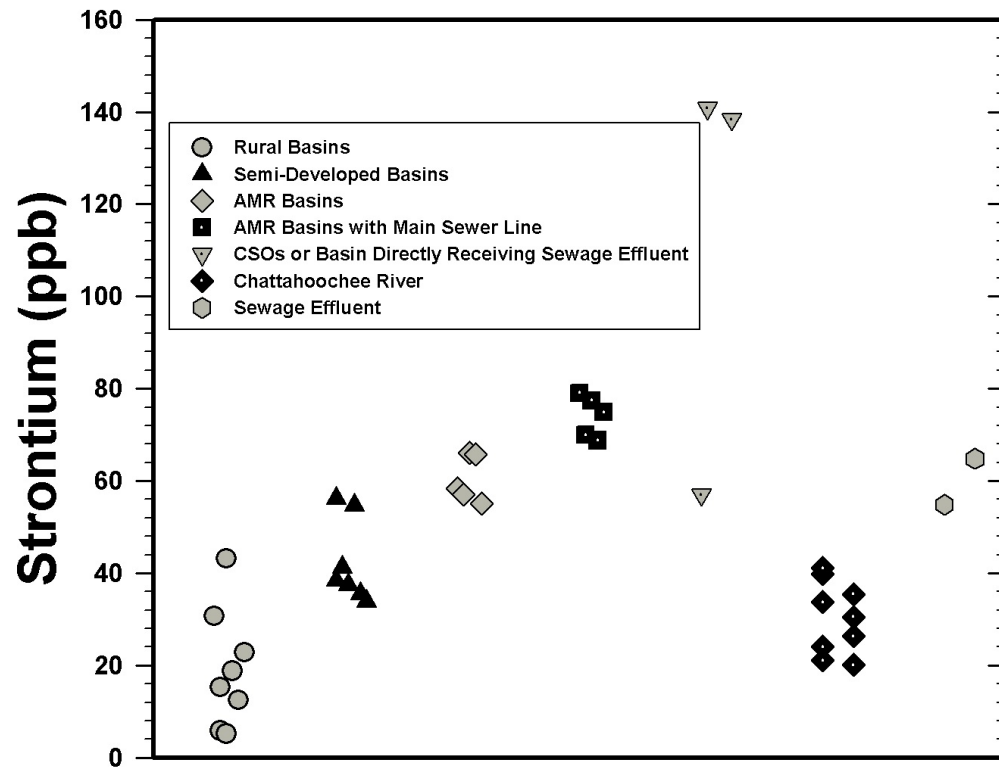 Strontium (ppb)
160
140
120
100
80
60
40
20
0
Rural Basins
Semi-Developed Basins
AMR Basins
AMR Basins with Main Sewer Line
CSOs or Basin Directly Receiving Sewage Effluent
Chattahoochee River
Sewage Effluent